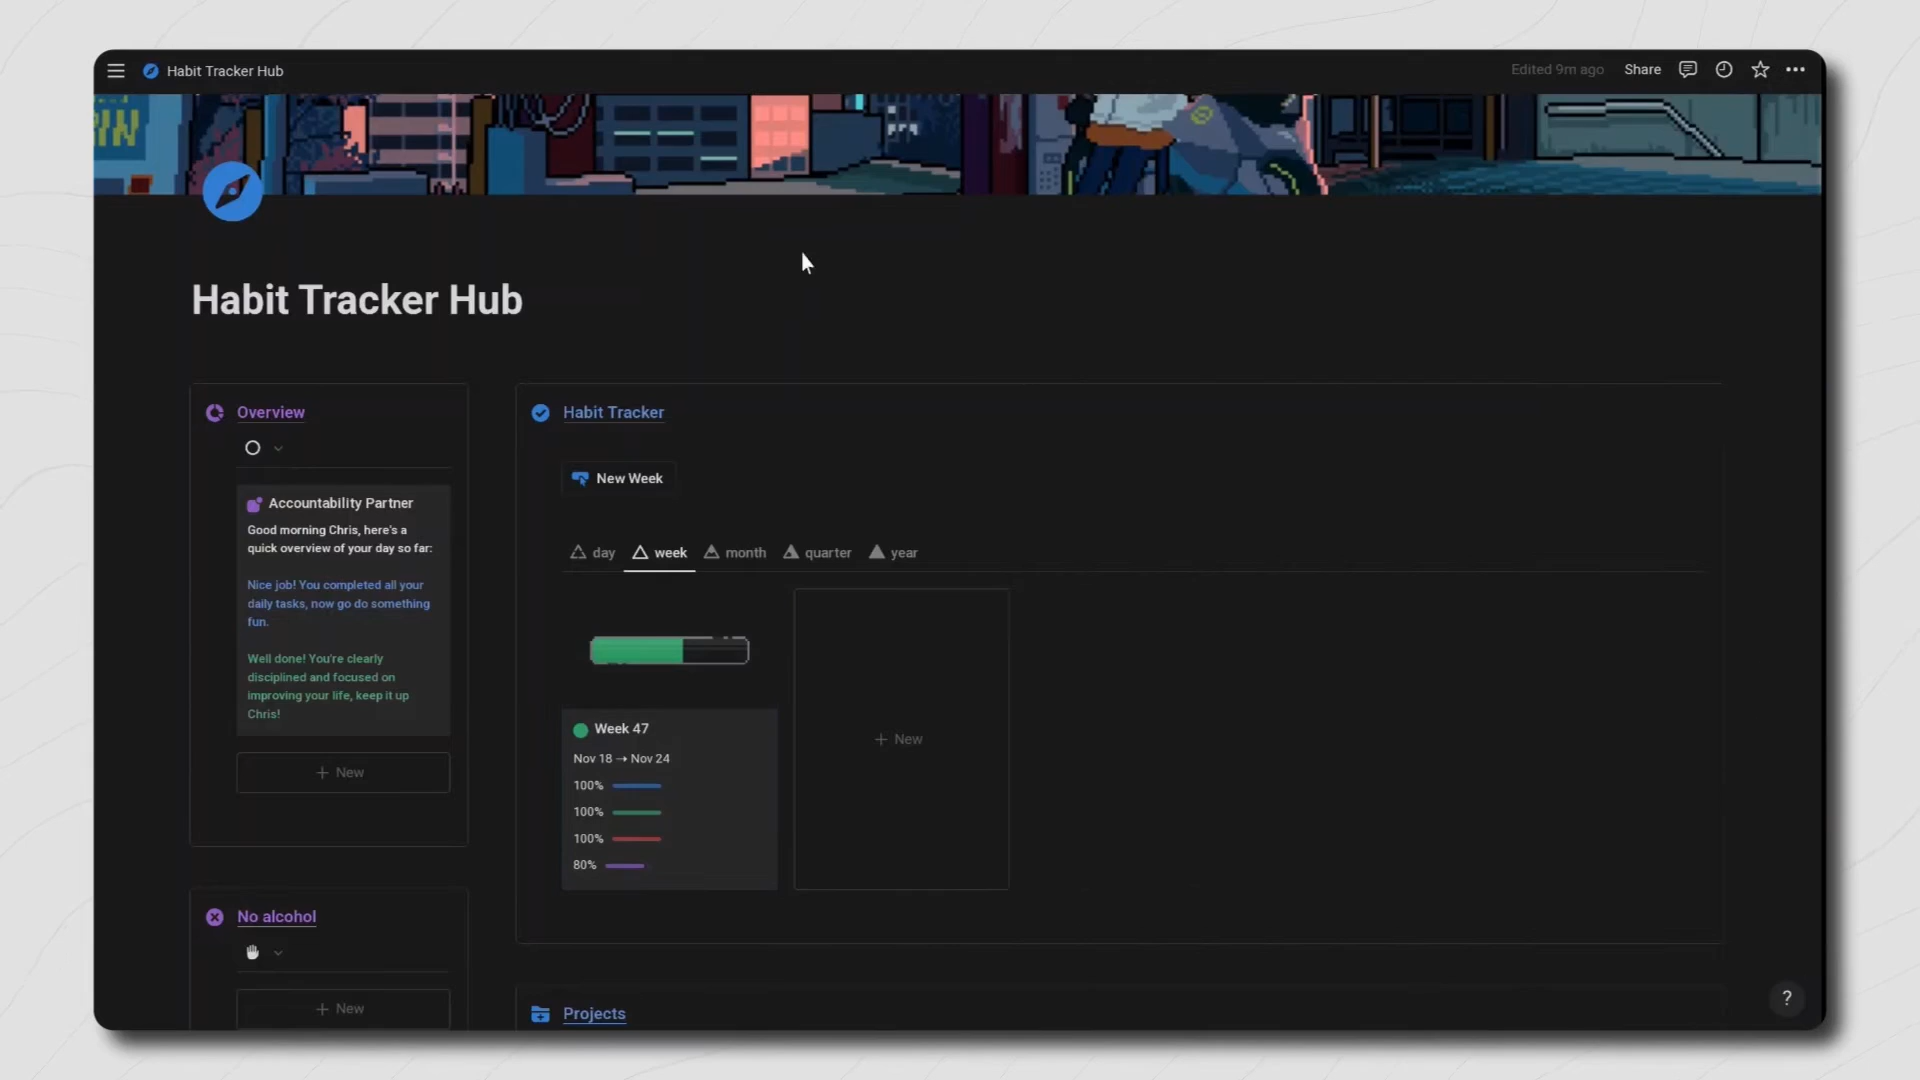 Habit Tracker Hub
Edited 9m ago
Share
Habit Tracker Hub
Overview
Accountability Partner
Good morning Chris, here's a
quick overview of your day so far:
Nice job! You completed all your
daily tasks, now go do something
fun.
Well done! You're clearly
disciplined and focused on
improving your life, keep it up
Chris!
+ New
No alcohol
+ New
Habit Tracker
New Week
day
week
month
quarter
year
Week 47
Nov 18 → Nov 24
100%
100%
100%
80%
+ New
Projects
?